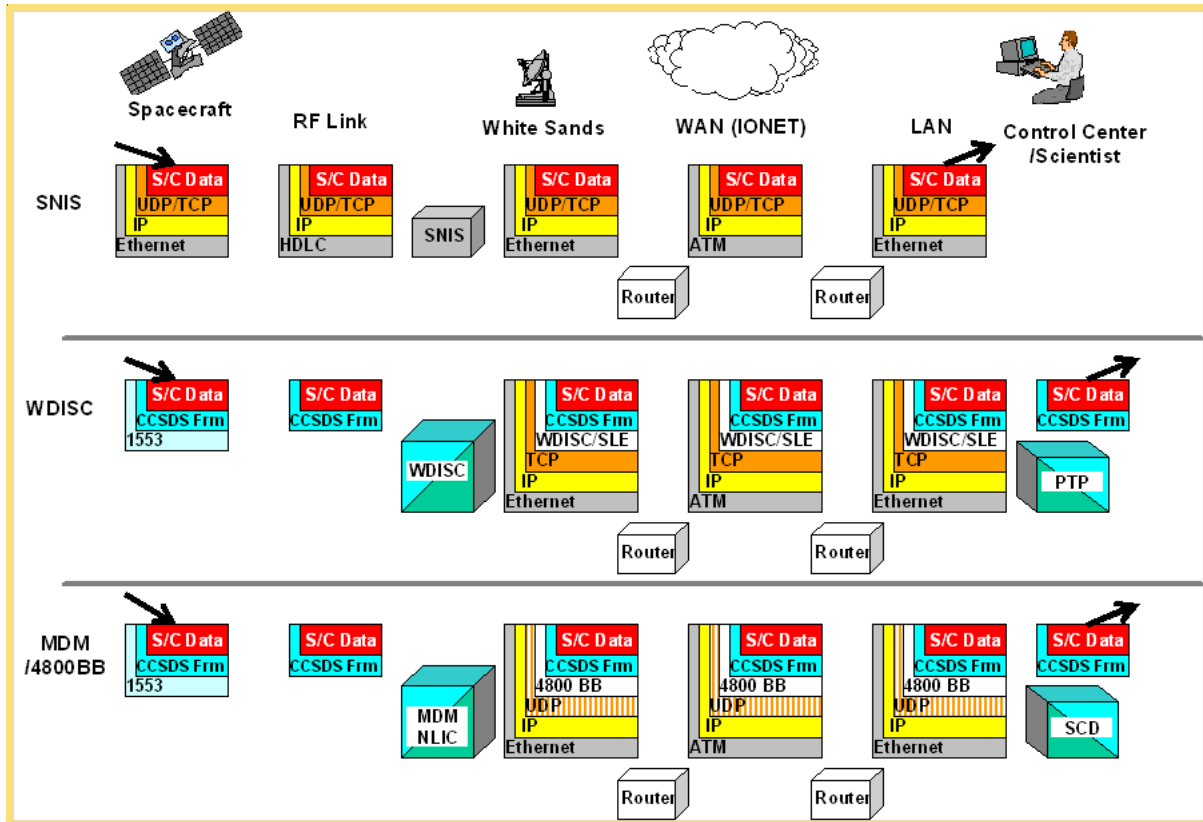 Spacecraft
RF Link
White Sands
WAN (IONET)
LAN
Control Center
/Scientist
SNIS
S/C Data
UDP/TCP
IP
Ethernet
S/C Data
UDP/TCP
IP
HDLC
SNIS
S/C Data
UDP/TCP
IP
Ethernet
S/C Data
UDP/TCP
IP
ATM
S/C Data
UDP/TCP
IP
Ethernet
Router
Router
WDISC
S/C Data
CCSDS Frm
1553
S/C Data
CCSDS Frm
WDISC
S/C Data
CCSDS Frm
WDISC/SLE
TCP
IP
Ethernet
S/C Data
CCSDS Frm
WDISC/SLE
TCP
IP
ATM
S/C Data
CCSDS Frm
WDISC/SLE
TCP
IP
Ethernet
S/C Data
CCSDS Frm
PTP
Router
Router
MDM
/4800BB
S/C Data
CCSDS Frm
1553
S/C Data
CCSDS Frm
MDM
NLIC
S/C Data
CCSDS Frm
4800 BB
UDP
IP
Ethernet
S/C Data
CCSDS Frm
4800 BB
UDP
IP
ATM
S/C Data
CCSDS Frm
4800 BB
UDP
IP
Ethernet
S/C Data
CCSDS Frm
SCD
Router
Router